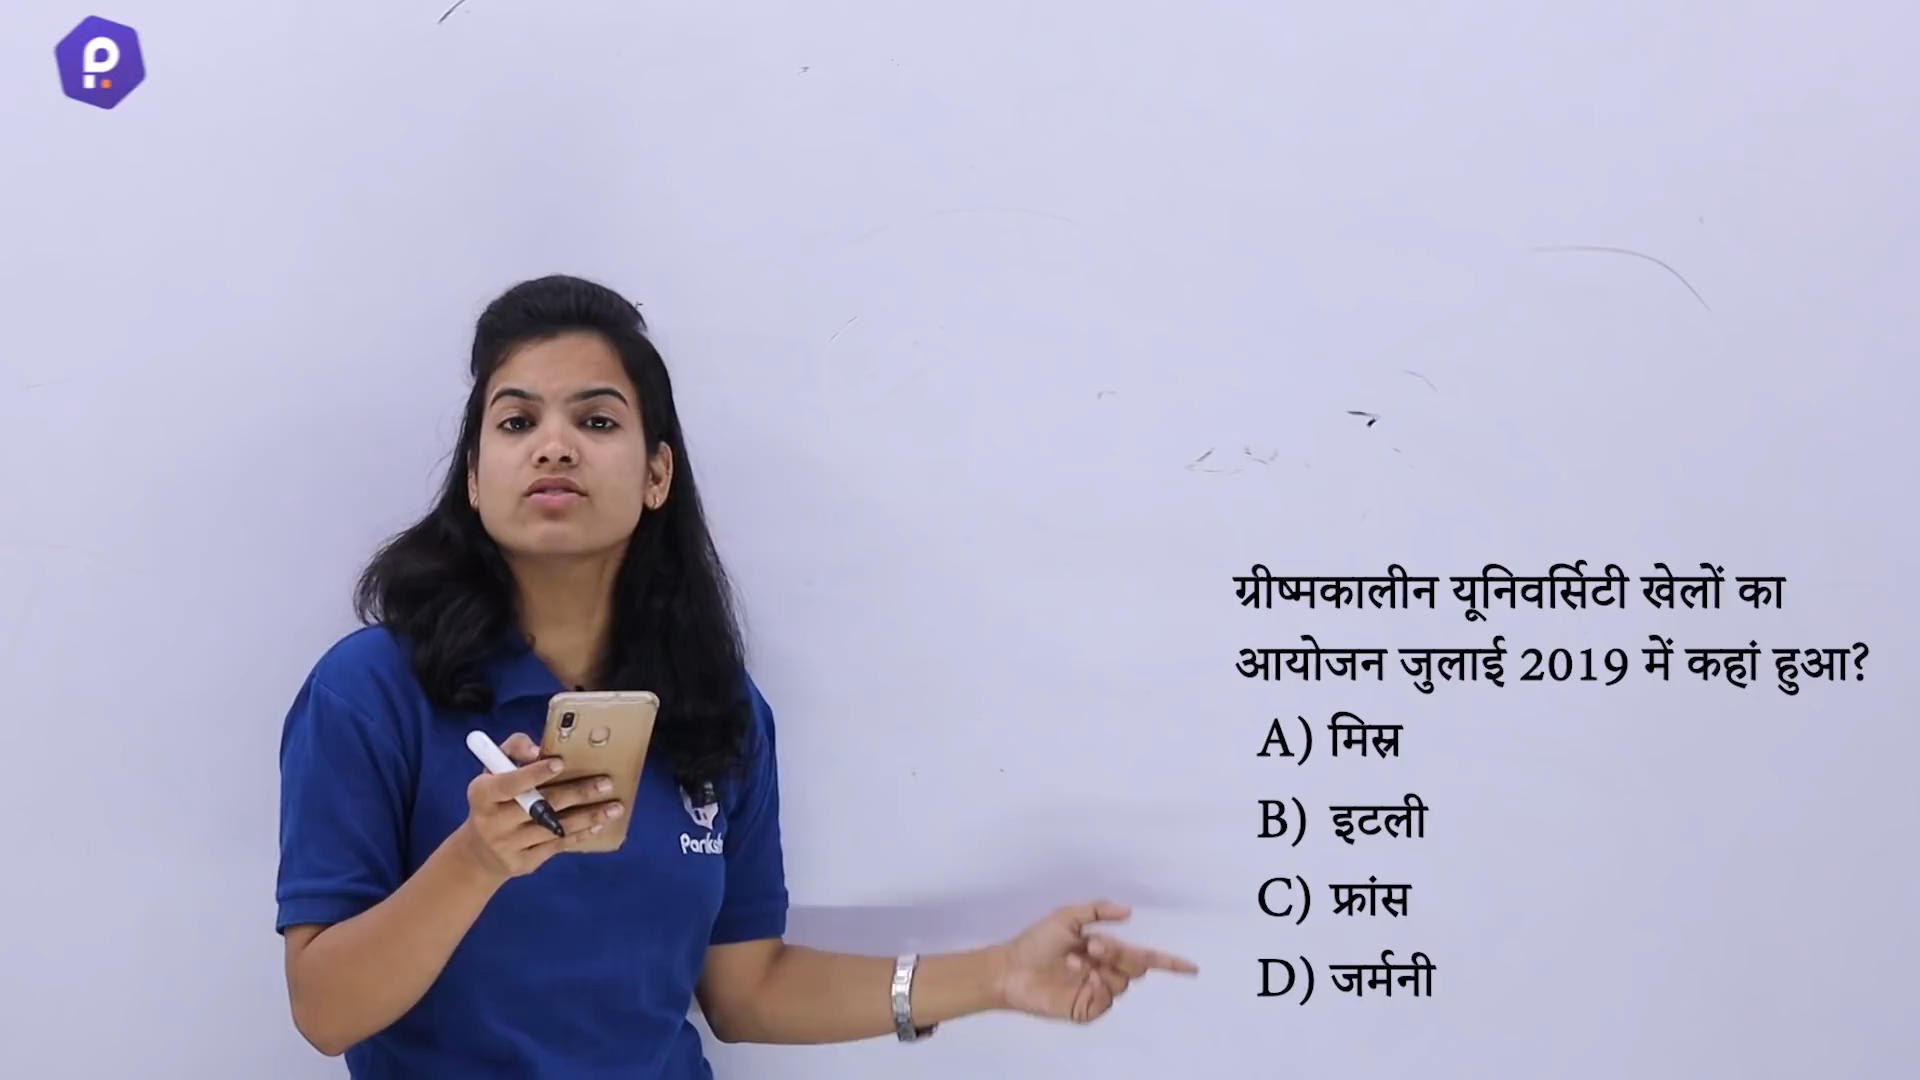 ग्रीष्मकालीन यूनिवर्सिटी खेलों का
आयोजन जुलाई 2019 में कहां हुआ?
A) मिस्र
B) इटली
C) फ्रांस
D) जर्मनी